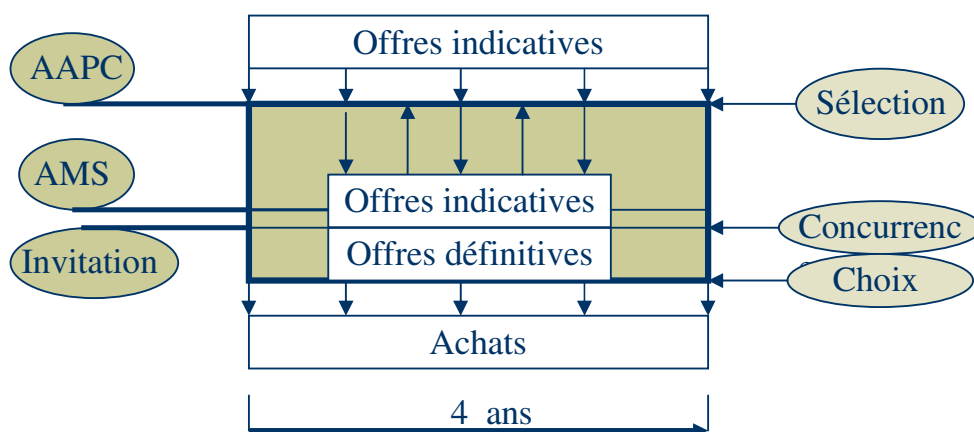 Offres indicatives
AAPC
Sélection
AMS
Offres indicatives
Concurrenc
Invitation
Offres définitives
Choix
Achats
4 ans